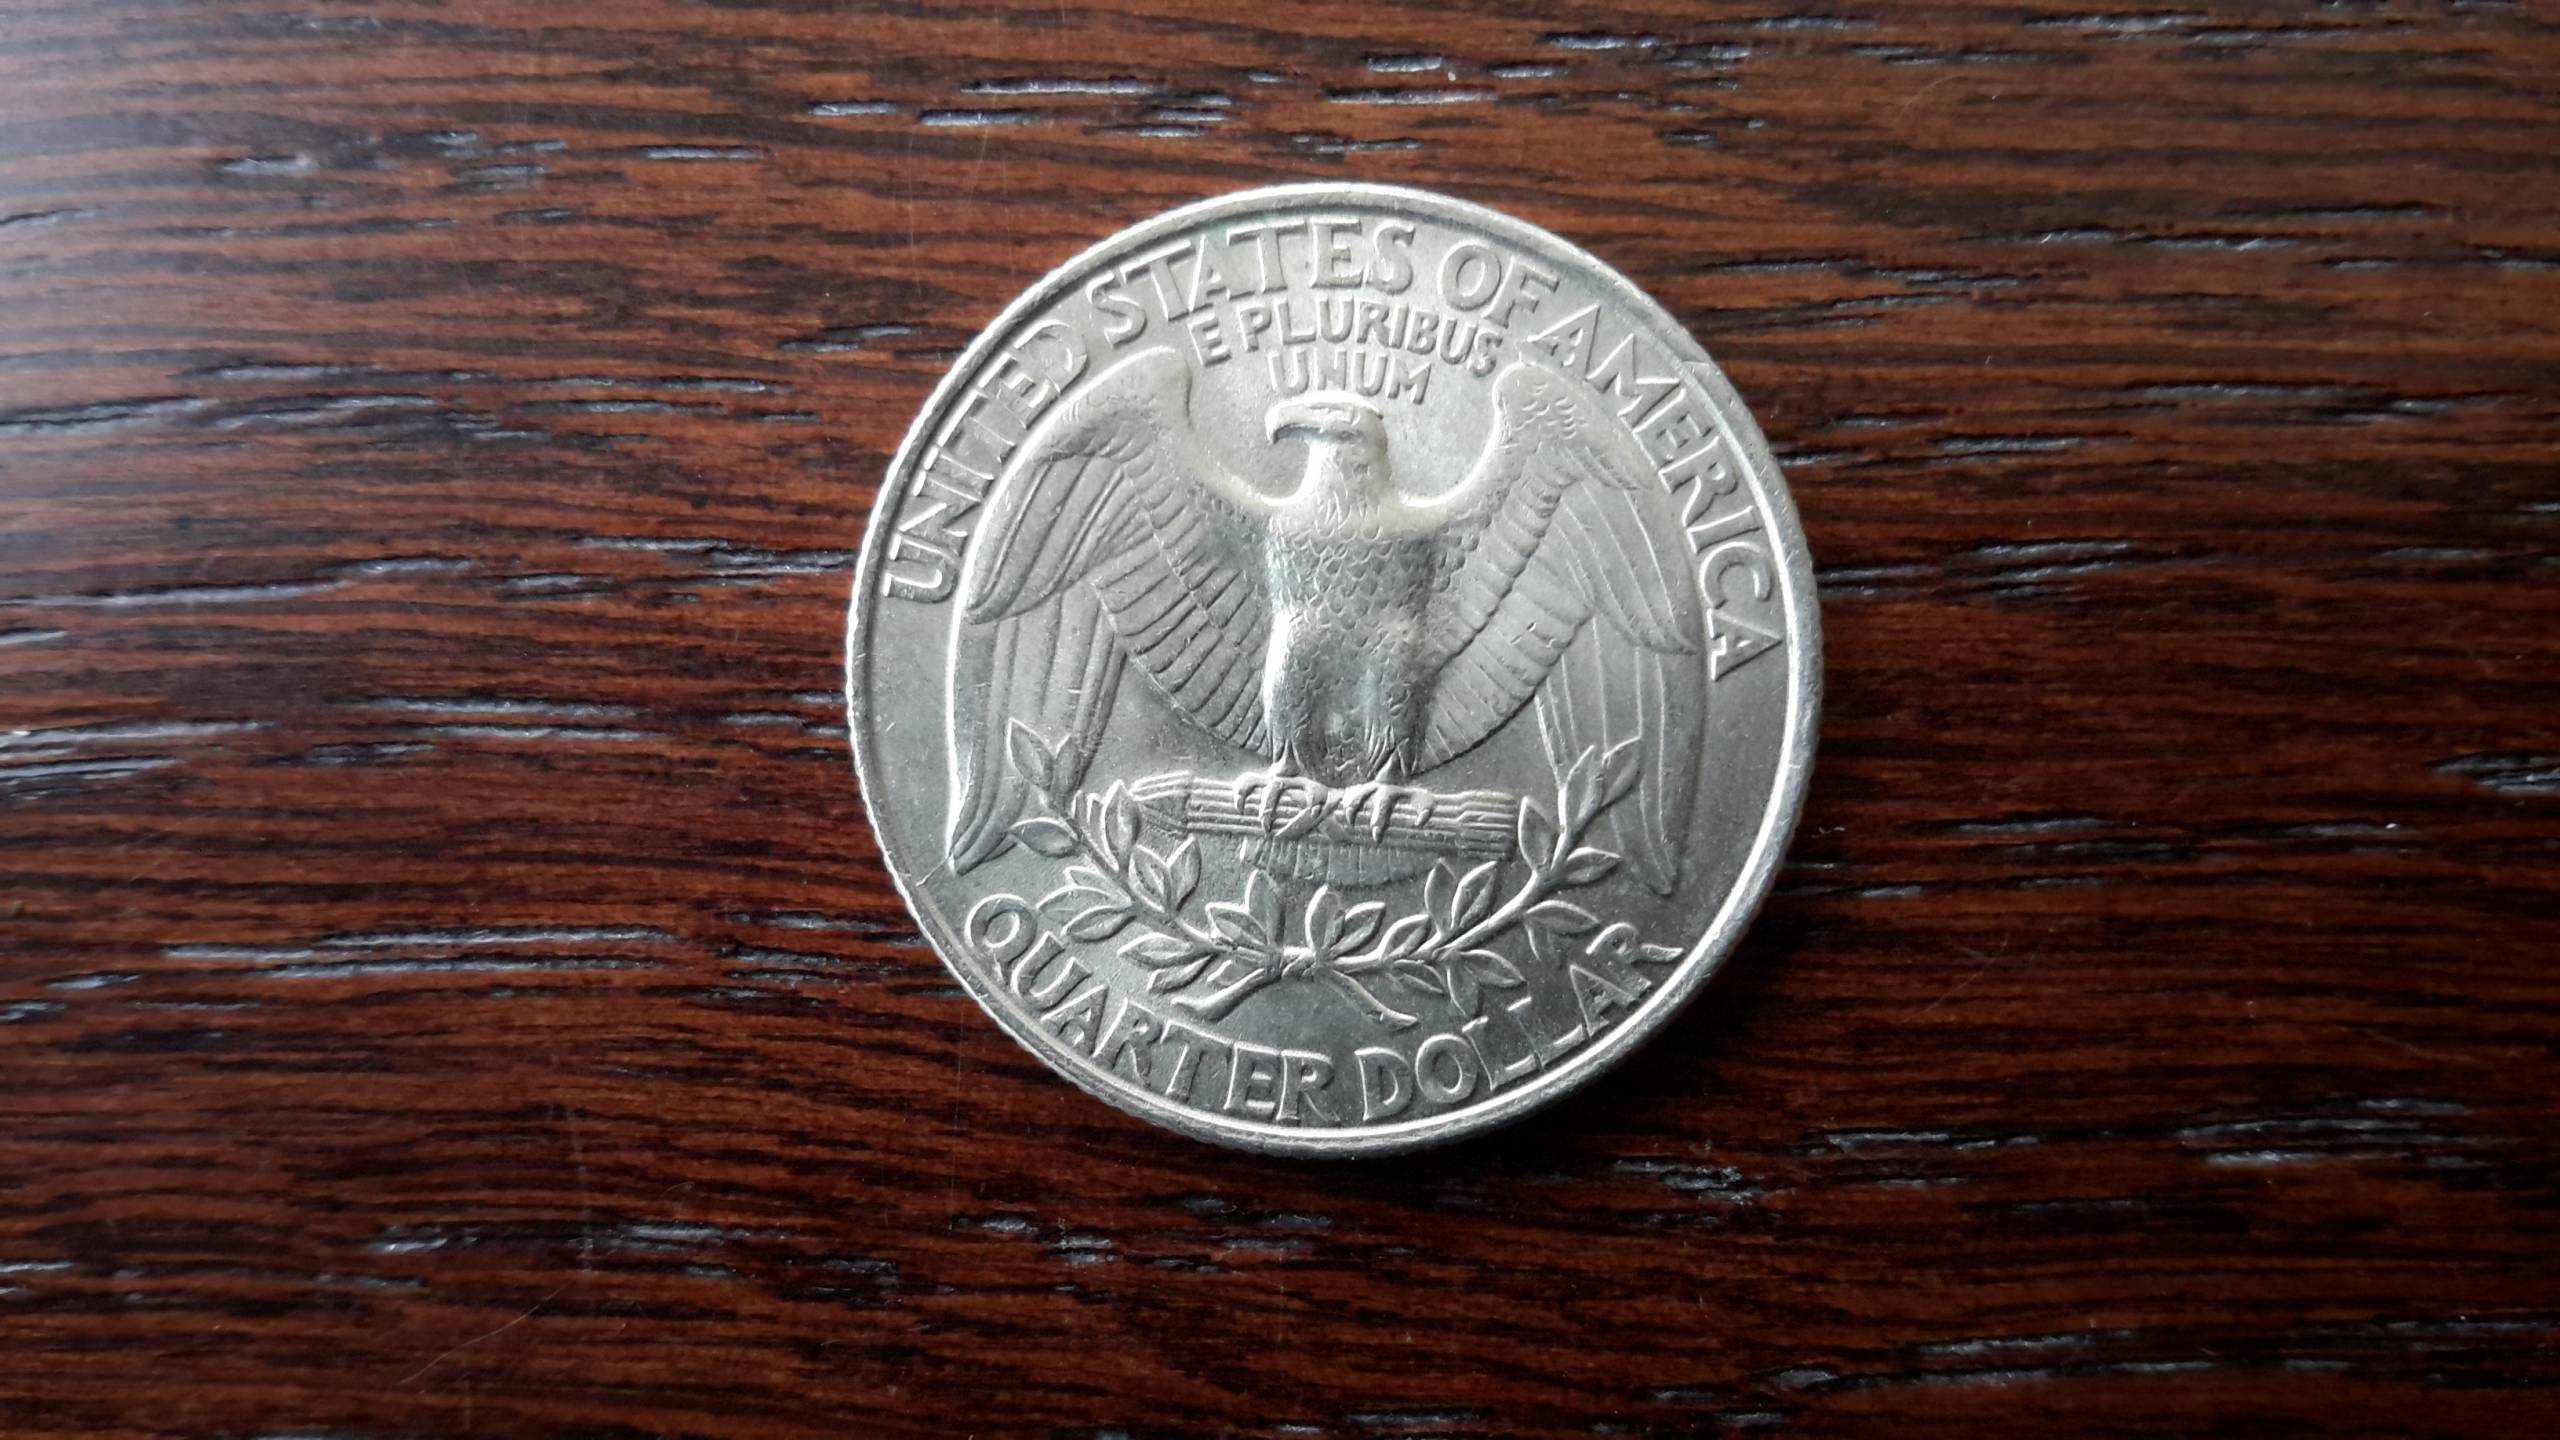 UNITED STATES OF AMERICA
E PLURIBUS
UNUM
QUARTER DOLLAR